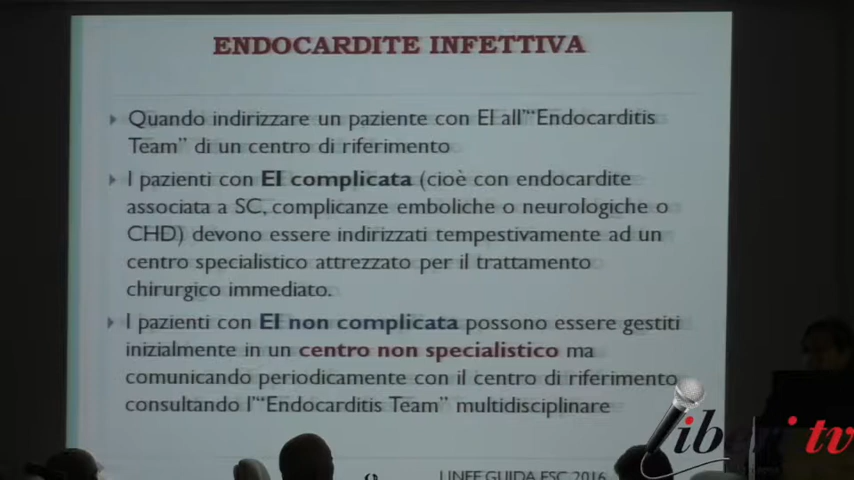 ENDOCARDITE INFETTIVA
Quando indirizzare un paziente con EI all'"Endocarditis
Team" di un centro di riferimento
I pazienti con EI complicata (cioè con endocardite
associata a SC, complicanze emboliche o neurologiche o
CHD) devono essere indirizzati tempestivamente ad un
centro specialistico attrezzato per il trattamento
chirurgico immediato.
I pazienti con EI non complicata possono essere gestiti
inizialmente in un centro non specialistico ma
comunicando periodicamente con il centro di riferimento
consultando l'"Endocarditis Team" multidisciplinare
LINEE GUIDA ESC 2016
liberi tv